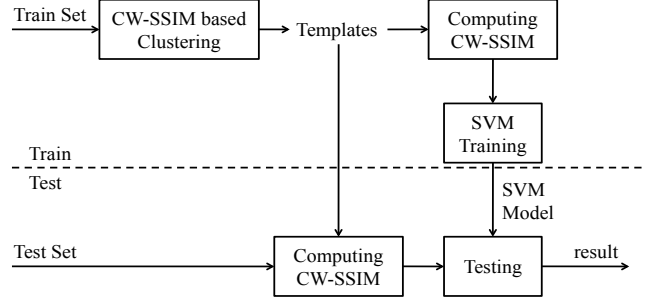 Train Set
CW-SSIM based
Clustering
Templates
Computing
CW-SSIM
SVM
Training
Train
Test
SVM
Model
Test Set
Computing
CW-SSIM
Testing
result